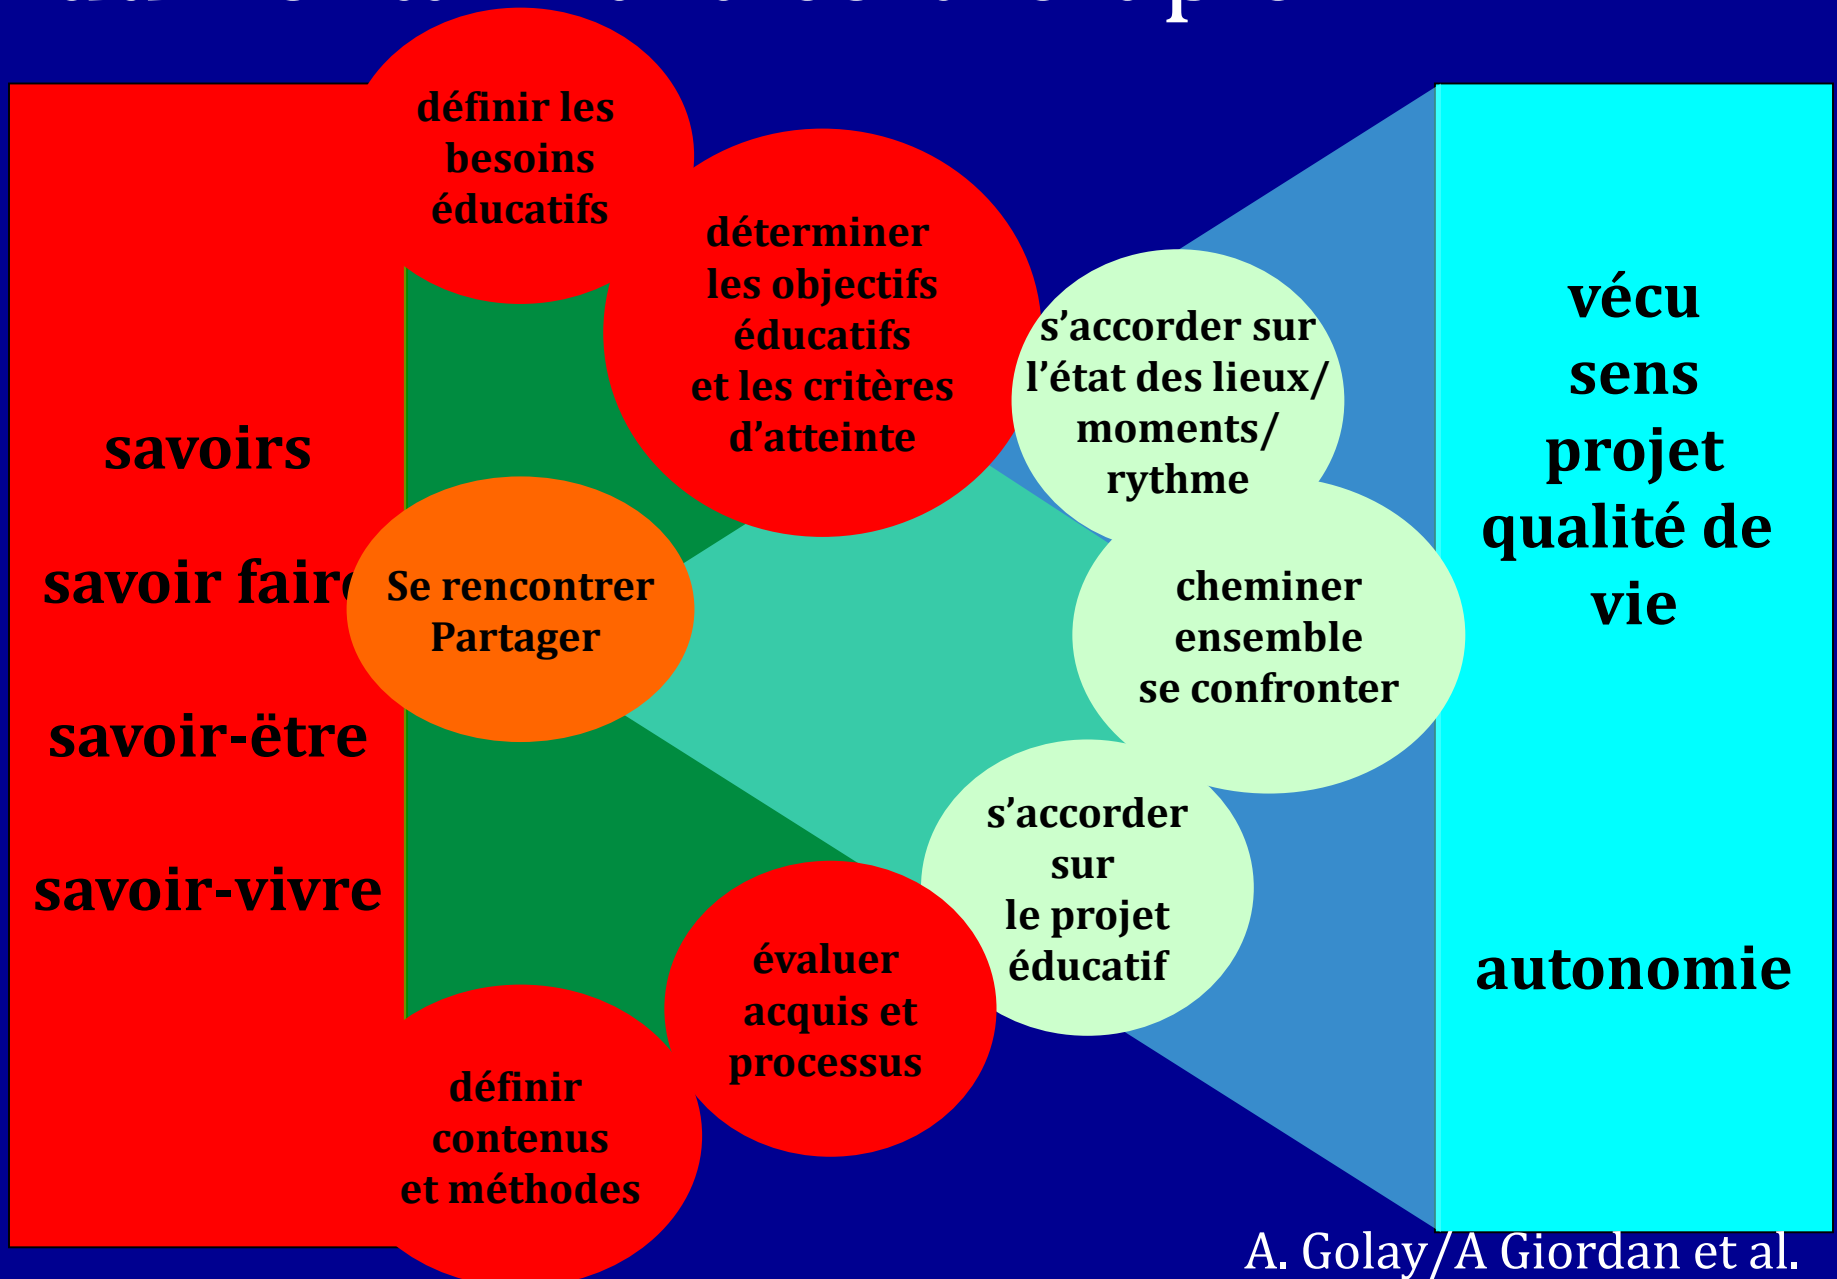 savoirs
savoir faire
savoir-ëtre
savoir-vivre
définir les
besoins
éducatifs
déterminer
les objectifs
éducatifs
et les critères
d’atteinte
Se rencontrer
Partager
s’accorder sur
l’état des lieux/
moments/
rythme
cheminer
ensemble
se confronter
s’accorder
sur
le projet
éducatif
évaluer
acquis et
processus
définir
contenus
et méthodes
vécu
sens
projet
qualité de
vie
autonomie
A. Golay/A Giordan et al.